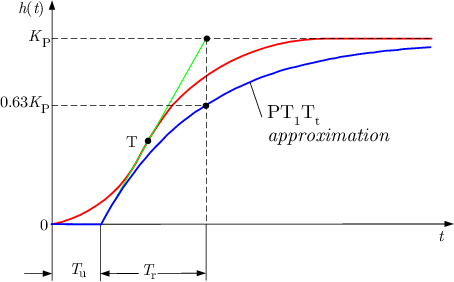 h(t)
K_P
0.63K_P
T
PT_1T_t
approximation
0
t
T_u
T_r